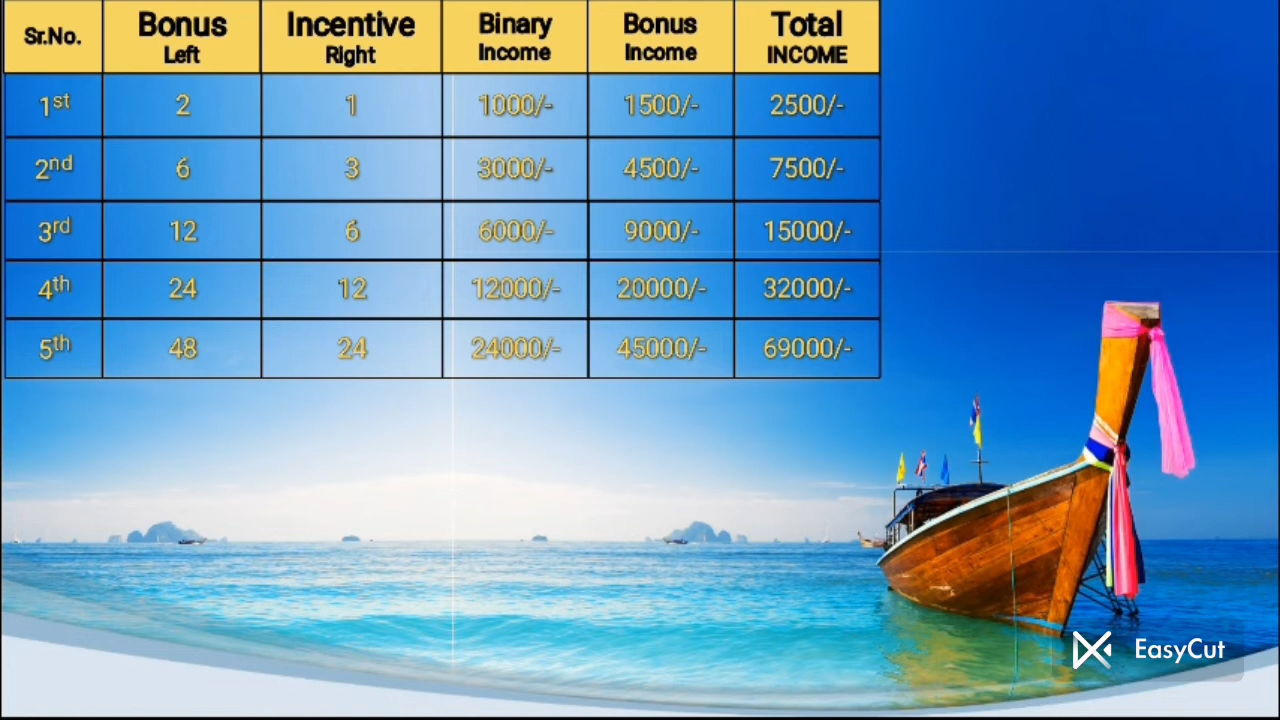 Sr.No. Bonus Left Incentive Right Binary Income Bonus Income Total INCOME
1st 2 1 1000/- 1500/- 2500/-
2nd 6 3 3000/- 4500/- 7500/-
3rd 12 6 6000/- 9000/- 15000/-
4th 24 12 12000/- 20000/- 32000/-
5th 48 24 24000/- 45000/- 69000/-
EasyCut